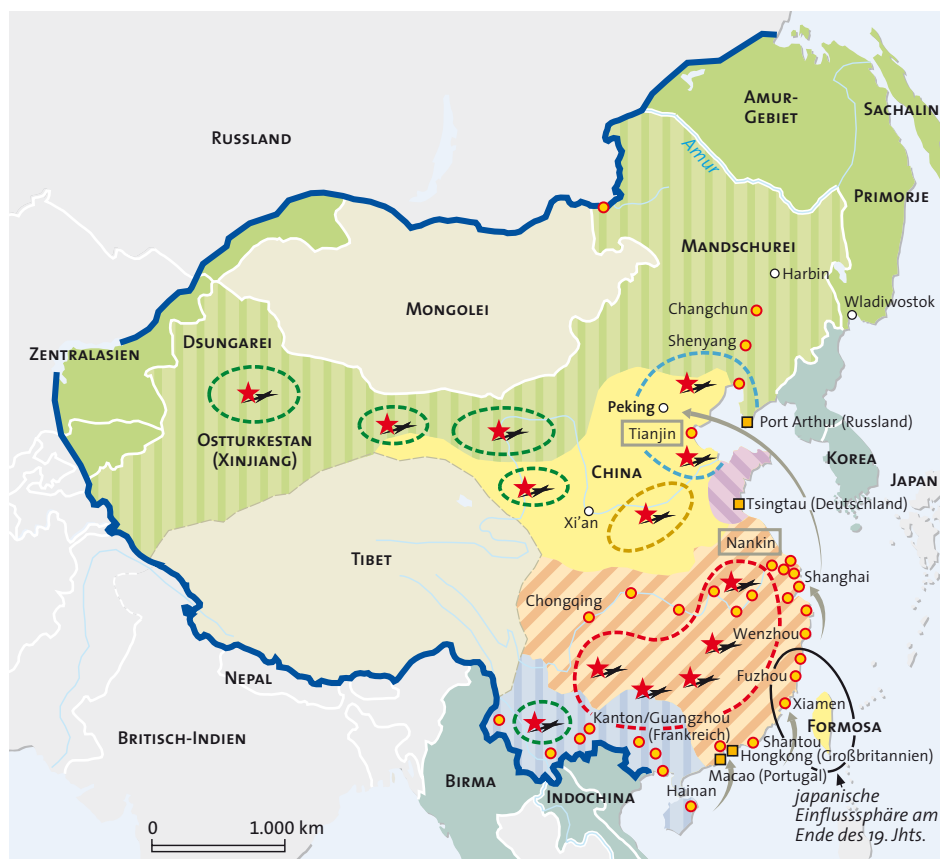 AMUR-
GEBIET
SACHALIN
RUSSLAND
Amur
PRIMORJE
MANDSCHUREI
Harbin
MONGOLEI
Changchun
Wladiwostok
DSUNGAREI
Shenyang
ZENTRALASIEN
Peking
Port Arthur (Russland)
OSTTURKESTAN
(XINJIANG)
Tianjin
KOREA
CHINA
JAPAN
Tsingtau (Deutschland)
Xi’an
Nankin
TIBET
Shanghai
Chongqing
Wenzhou
NEPAL
Fuzhou
Xiamen
Kanton/Guangzhou
(Frankreich)
FORMOSA
BRITISCH-INDIEN
Shantou
Hongkong (Großbritannien)
Macao (Portugal)
BIRMA
INDOCHINA
Hainan
japanische
Einflusssphäre am
Ende des 19. Jhts.
0 1.000 km